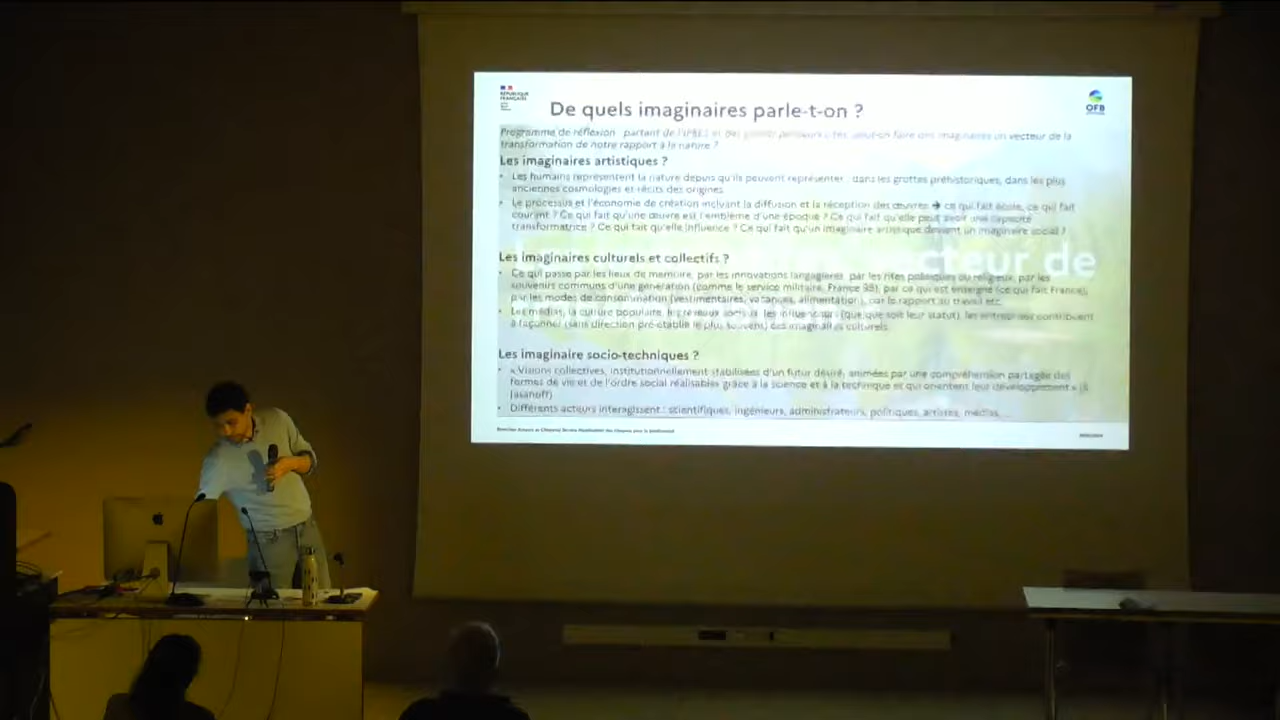 RÉPUBLIQUE
FRANÇAISE
De quels imaginaires parle-t-on ?
OFB
Programme de réflexion : partant de l'IPBES et des peut-on faire des imaginaires un vecteur de la
transformation de notre rapport à la nature ?
Les imaginaires artistiques ?
• Les humains représentent la nature depuis qu'ils peuvent représenter : dans les grottes préhistoriques, dans les plus
anciennes cosmologies et récits des origines
• Le processus et l'économie de création incluant la diffusion et la réception des œuvres → ce qui fait école, ce qui fait
courant ? Ce qui fait qu'une œuvre est l'emblème d'une époque ? Ce qui fait qu'elle peut avoir une capacité
transformatrice ? Ce qui fait qu'elle influence ? Ce qui fait qu'un imaginaire artistique devient un imaginaire social ?
vecteur de
Les imaginaires culturels et collectifs ?
• Ce qui passe par les lieux de mémoire, par les innovations langagières, par les rites politiques ou religieux, par les
souvenirs communs d'une génération (comme le service militaire, France 98), par ce qui est enseigné (ce qui fait France),
par les modes de consommation (vestimentaires, vacances, alimentation), par le rapport au travail etc.
• Les médias, la culture populaire, les réseaux sociaux, les influenceurs (quel que soit leur statut), les entreprises contribuent
à façonner (sans direction pré-établie le plus souvent) des imaginaires culturels
Les imaginaire socio-techniques ?
• « Visions collectives, institutionnellement stabilisées d'un futur désiré, animées par une compréhension partagée des
formes de vie et de l'ordre social réalisables grâce à la science et à la technique et qui orientent leur développement » (S
Jasanoff)
• Différents acteurs interagissent : scientifiques, ingénieurs, administrateurs, politiques, artistes, médias, ...